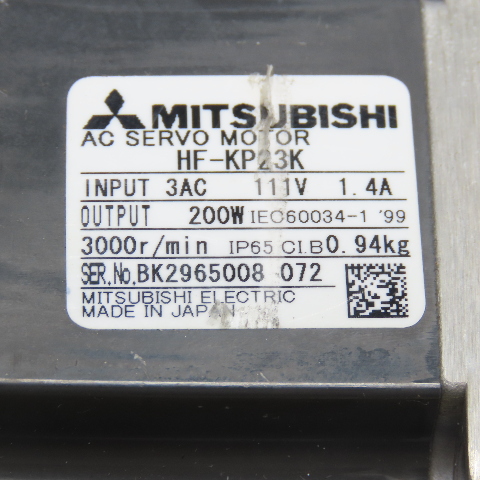 MITSUBISHI
AC SERVO MOTOR
HF-KP23K
INPUT 3AC 111V 1.4A
OUTPUT 200W IEC60034-1 '99
3000r/min IP65 CI.B 0.94kg
SER.No.BK2965008 072
MITSUBISHI ELECTRIC
MADE IN JAPAN